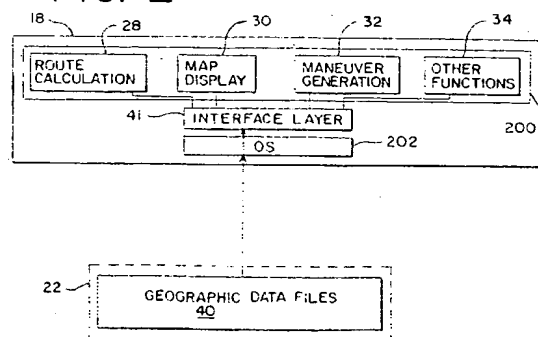 18
28
30
32
34
ROUTE CALCULATION
MAP DISPLAY
MANEUVER GENERATION
OTHER FUNCTIONS
200
41
INTERFACE LAYER
OS
202
22
GEOGRAPHIC DATA FILES
40